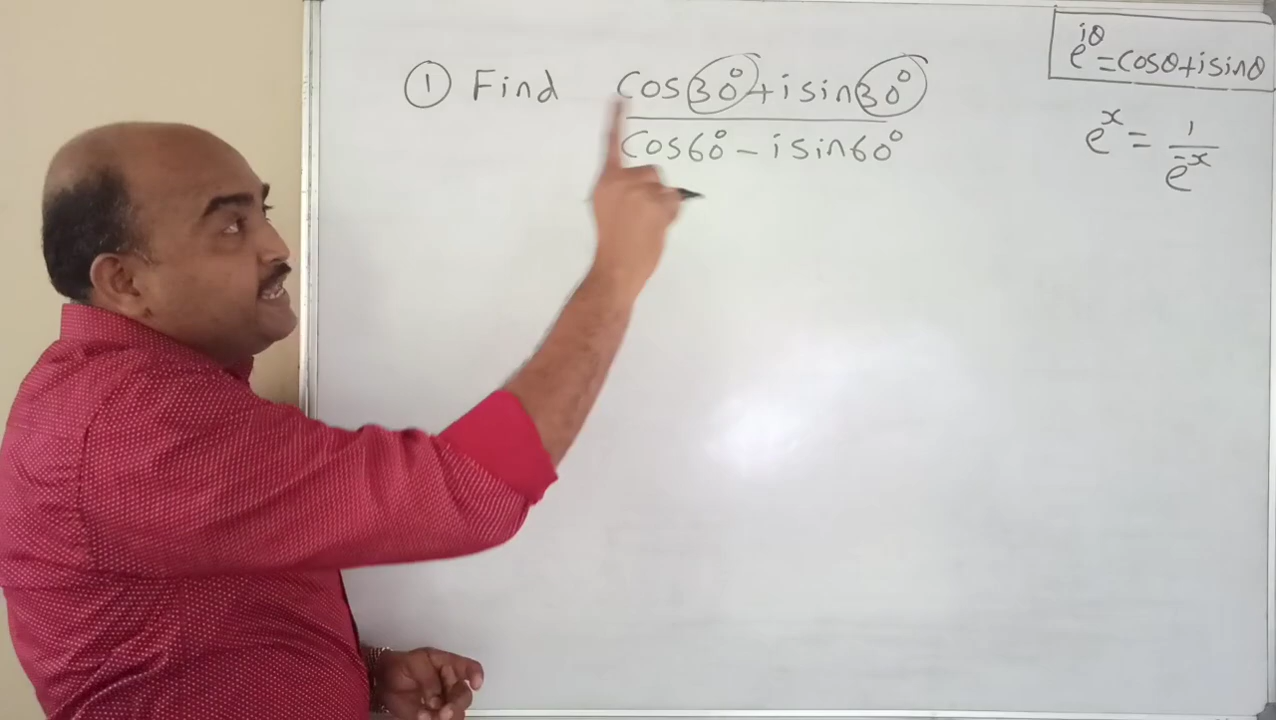 ① Find cos30°+isin30°
cos60°-isin60°
e^iθ=cosθ+isinθ
e^x = 1/e^-x